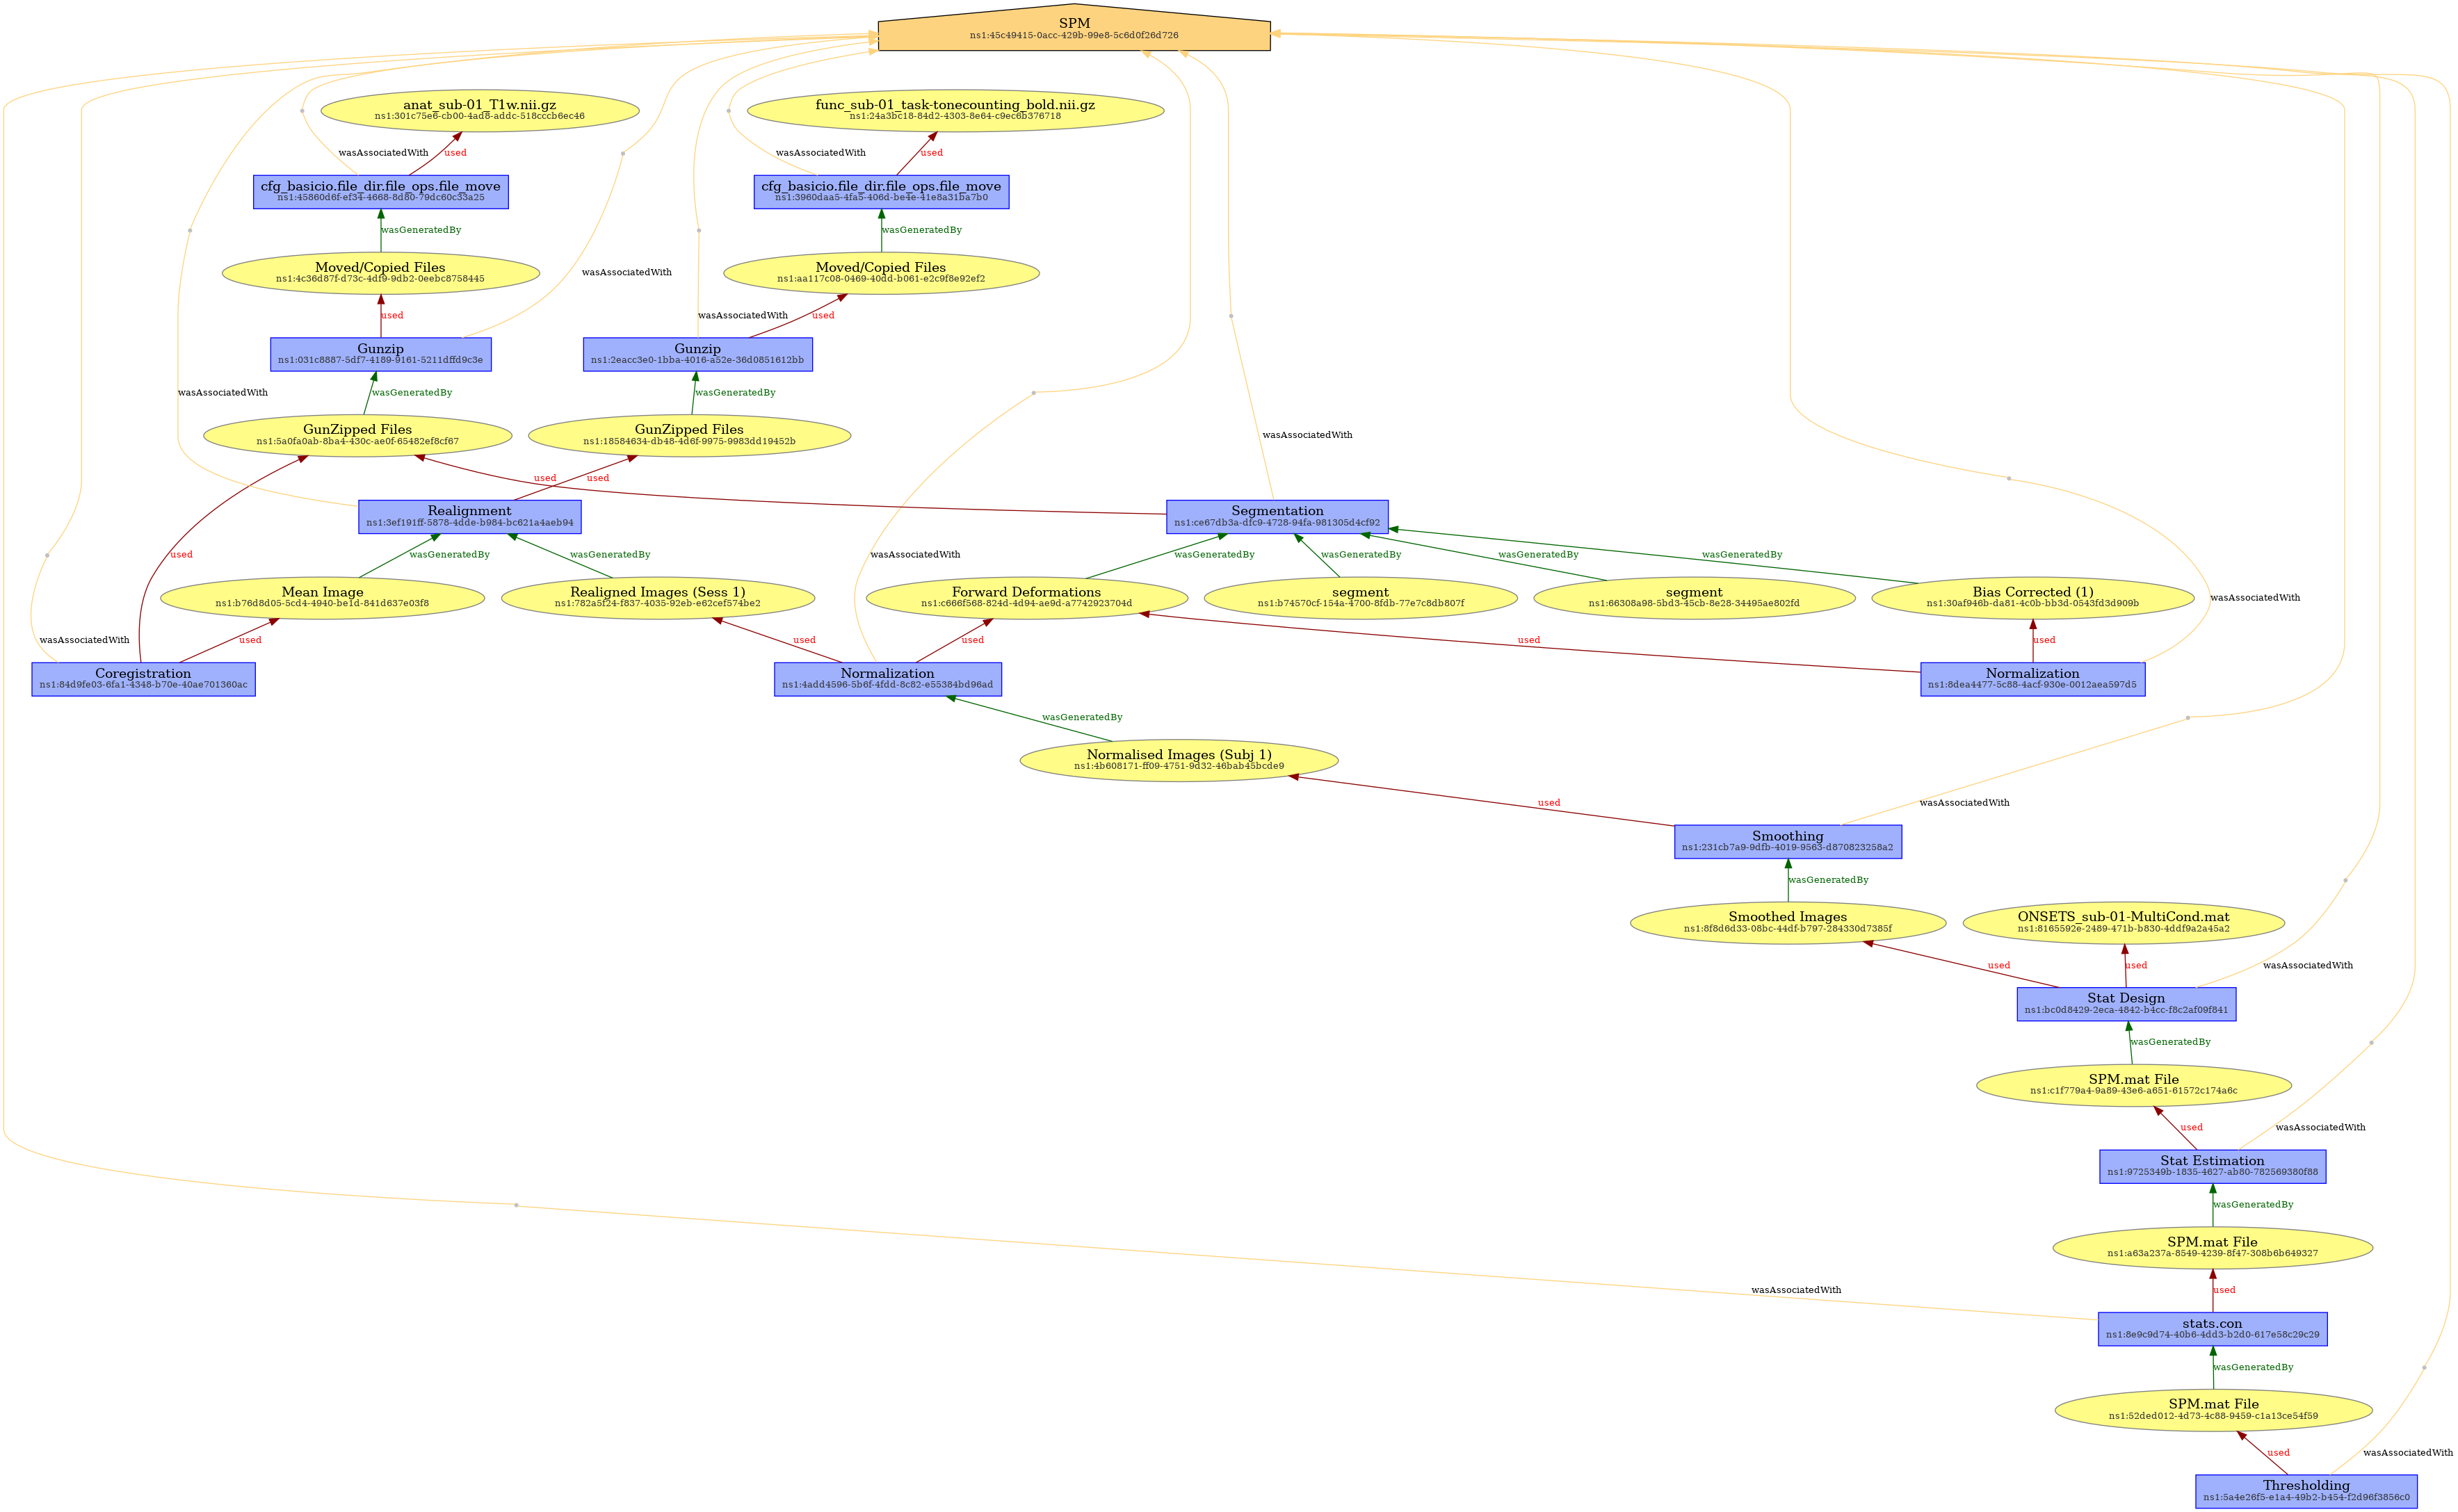 SPM
ns1:45c49415-0acc-429b-99e8-5c6d0f26d726
anat_sub-01_T1w.nii.gz
ns1:301c75e6-cb00-4ad8-addc-518cccb6ec46
func_sub-01_task-tonecounting_bold.nii.gz
ns1:24a3bc18-84d2-4303-8e64-c9ec6b376718
wasAssociatedWith
used
wasAssociatedWith
used
cfg_basicio.file_dir.file_ops.file_move
ns1:45860d6f-ef34-4668-8d80-79dc60c33a25
cfg_basicio.file_dir.file_ops.file_move
ns1:3960daa5-4fa5-406d-be4e-41e8a31ba7b0
wasGeneratedBy
wasGeneratedBy
Moved/Copied Files
ns1:4c36d87f-d73c-4df9-9db2-0eebc8758445
wasAssociatedWith
Moved/Copied Files
ns1:aa117c08-0469-40dd-b061-e2c9f8e92ef2
used
wasAssociatedWith
used
Gunzip
ns1:031c8887-5df7-4189-9161-5211dffd9c3e
Gunzip
ns1:2eacc3e0-1bba-4016-a52e-36d0851612bb
wasAssociatedWith
wasGeneratedBy
wasGeneratedBy
GunZipped Files
ns1:5a0fa0ab-8ba4-430c-ae0f-65482ef8cf67
GunZipped Files
ns1:18584634-db48-4d6f-9975-9983dd19452b
wasAssociatedWith
used
used
Realignment
ns1:3ef191ff-5878-4dde-b984-bc621a4aeb94
Segmentation
ns1:ce67db3a-dfc9-4728-94fa-981305d4cf92
used
wasGeneratedBy
wasGeneratedBy
wasAssociatedWith
wasGeneratedBy
wasGeneratedBy
wasGeneratedBy
wasGeneratedBy
Mean Image
ns1:b76d8d05-5cd4-4940-be1d-841d637e03f8
Realigned Images (Sess 1)
ns1:782a5f24-f837-4035-92eb-e62cef574be2
Forward Deformations
ns1:c666f568-824d-4d94-ae9d-a7742923704d
segment
ns1:b74570cf-154a-4700-8fdb-77e7c8db807f
segment
ns1:66308a98-5bd3-45cb-8e28-34495ae802fd
Bias Corrected (1)
ns1:30af946b-da81-4c0b-bb3d-0543fd3d909b
wasAssociatedWith
wasAssociatedWith
used
used
used
used
used
Coregistration
ns1:84d9fe03-6fa1-4348-b70e-40ae701360ac
Normalization
ns1:4add4596-5b6f-4fdd-8c82-e55384bd96ad
Normalization
ns1:8dea4477-5c88-4acf-930e-0012aea597d5
wasGeneratedBy
Normalised Images (Subj 1)
ns1:4b608171-ff09-4751-9d32-46bab45bcde9
used
wasAssociatedWith
Smoothing
ns1:231cb7a9-9dfb-4019-9563-d870823258a2
wasGeneratedBy
Smoothed Images
ns1:8f8d6d33-08bc-44df-b797-284330d7385f
ONSETS_sub-01-MultiCond.mat
ns1:8165592e-2489-471b-b830-4ddf9a2a45a2
used
used
wasAssociatedWith
Stat Design
ns1:bc0d8429-2eca-4842-b4cc-f8c2af09f841
wasGeneratedBy
SPM.mat File
ns1:c1f779a4-9a89-43e6-a651-61572c174a6c
used
wasAssociatedWith
Stat Estimation
ns1:9725349b-1835-4627-ab80-782569380f88
wasGeneratedBy
SPM.mat File
ns1:a63a237a-8549-4239-8f47-308b6b649327
wasAssociatedWith
used
stats.con
ns1:8e9c9d74-40b6-4dd3-b2d0-617e58c29c29
wasGeneratedBy
SPM.mat File
ns1:52ded012-4d73-4c88-9459-c1a13ce54f59
used
wasAssociatedWith
Thresholding
ns1:5a4e26f5-e1a4-49b2-b454-f2d96f3856c0